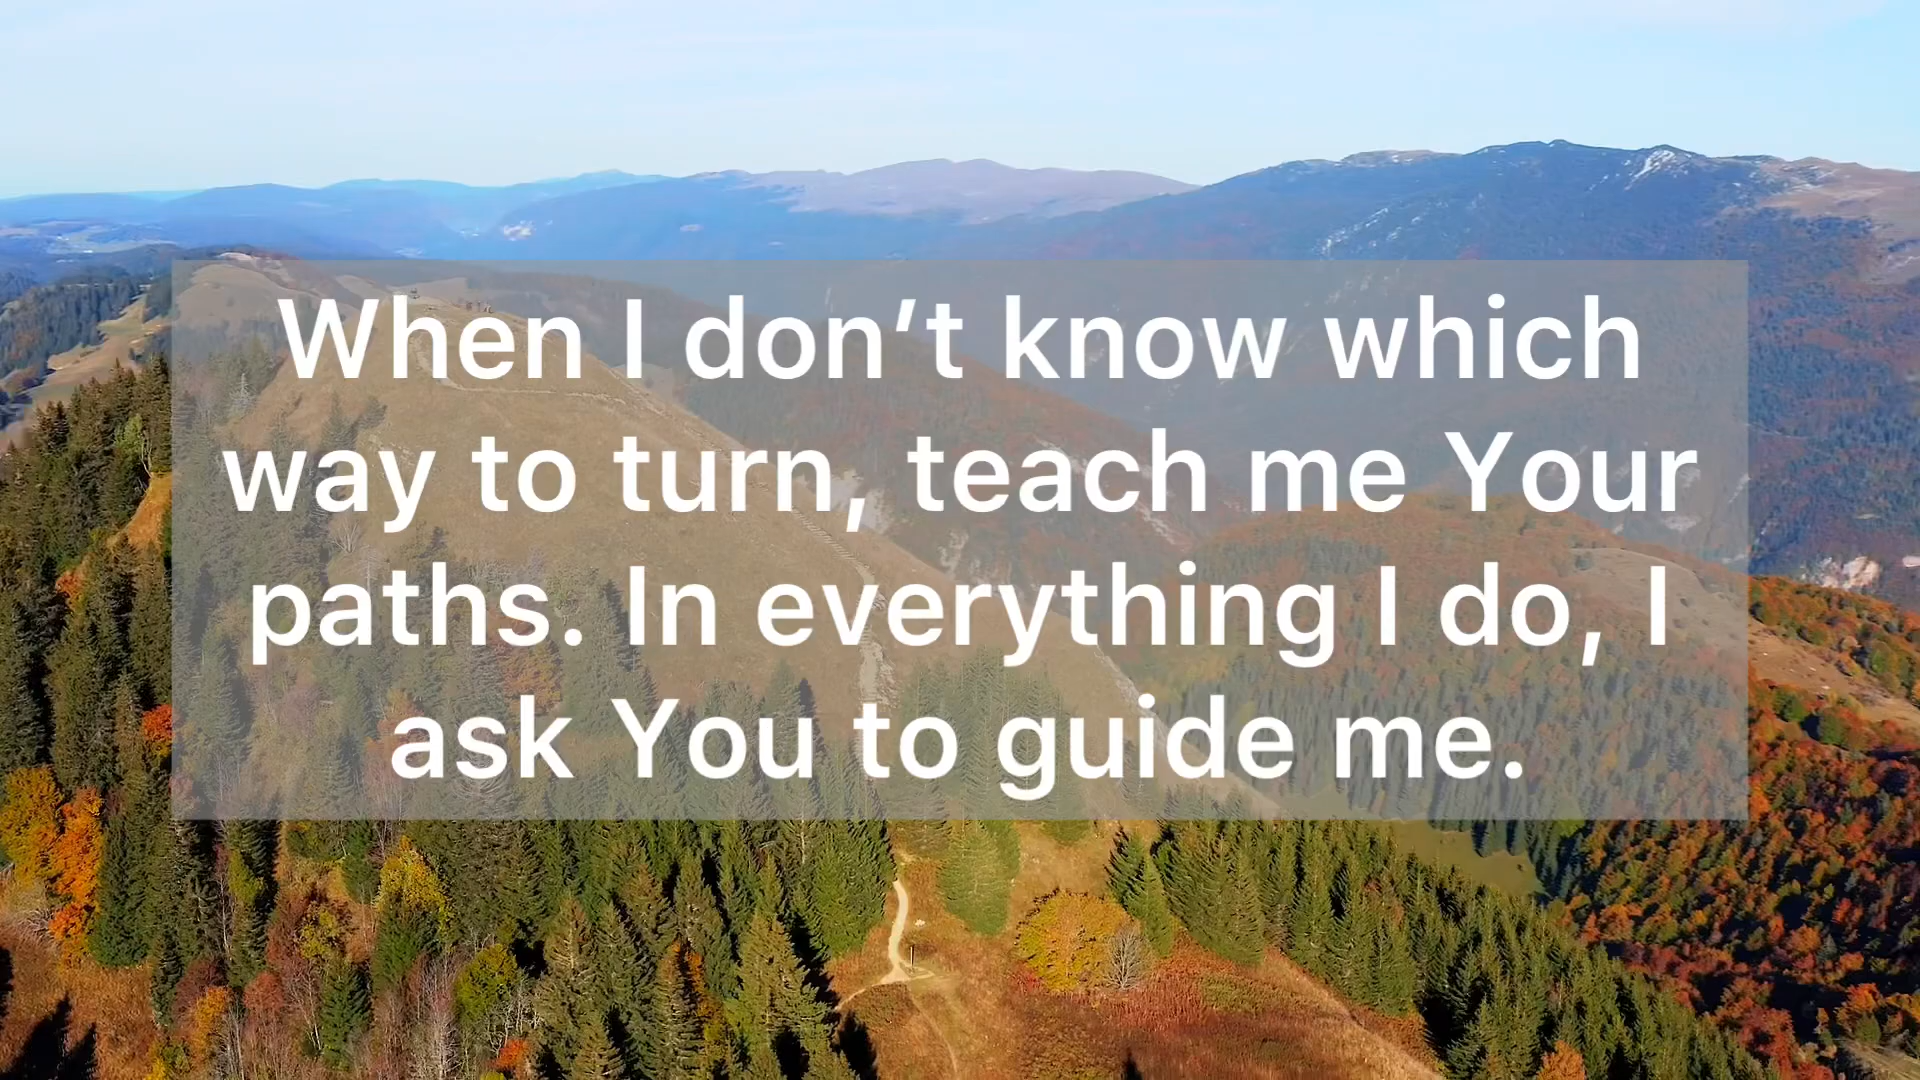 When I don’t know which
way to turn, teach me Your
paths. In everything I do, I
ask You to guide me.